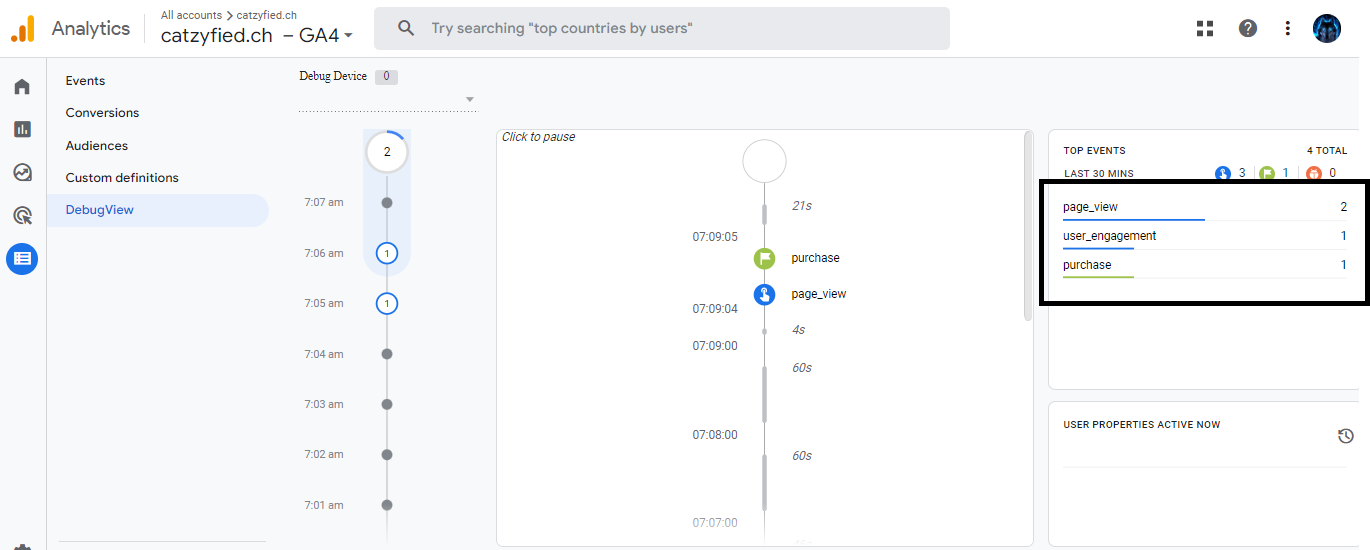 Analytics
All accounts > catzyfied.ch
catzyfied.ch – GA4
Try searching "top countries by users"
Events
Conversions
Audiences
Custom definitions
DebugView
Debug Device 0
2
7:07 am
7:06 am 1
7:05 am 1
7:04 am
7:03 am
7:02 am
7:01 am
Click to pause
21s
07:09:05
purchase
page_view
07:09:04
4s
07:09:00
60s
07:08:00
60s
07:07:00
TOP EVENTS 4 TOTAL
LAST 30 MINS 3 1 0
page_view 2
user_engagement 1
purchase 1
USER PROPERTIES ACTIVE NOW